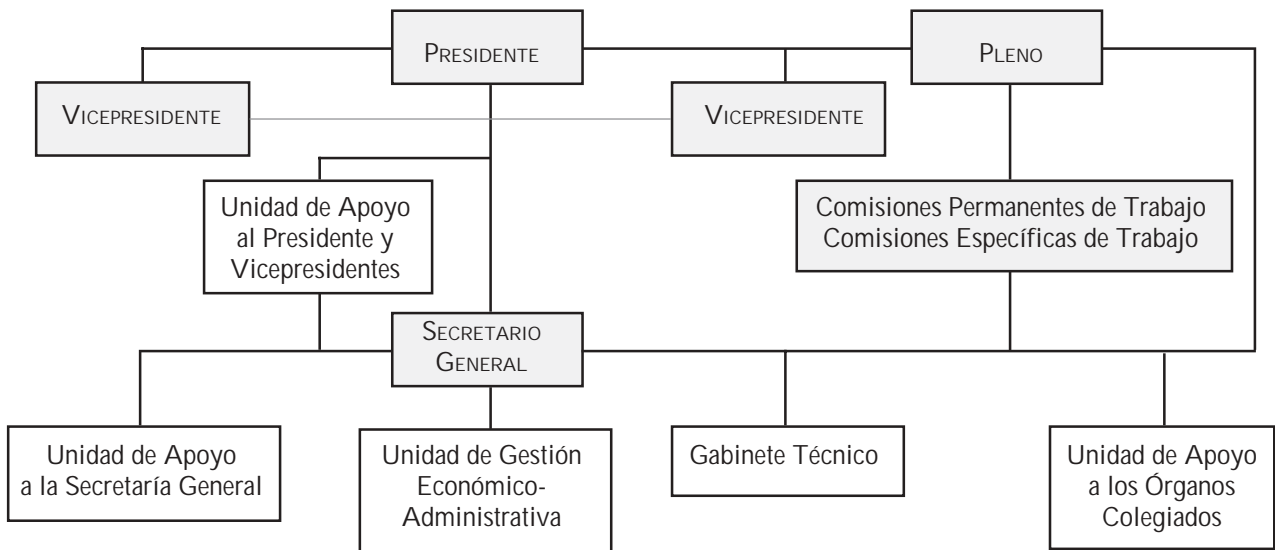 PRESIDENTE
PLENO
VICEPRESIDENTE
VICEPRESIDENTE
Unidad de Apoyo
al Presidente y
Vicepresidentes
Comisiones Permanentes de Trabajo
Comisiones Específicas de Trabajo
SECRETARIO
GENERAL
Unidad de Apoyo
a la Secretaría General
Unidad de Gestión
Económico-
Administrativa
Gabinete Técnico
Unidad de Apoyo
a los Órganos
Colegiados